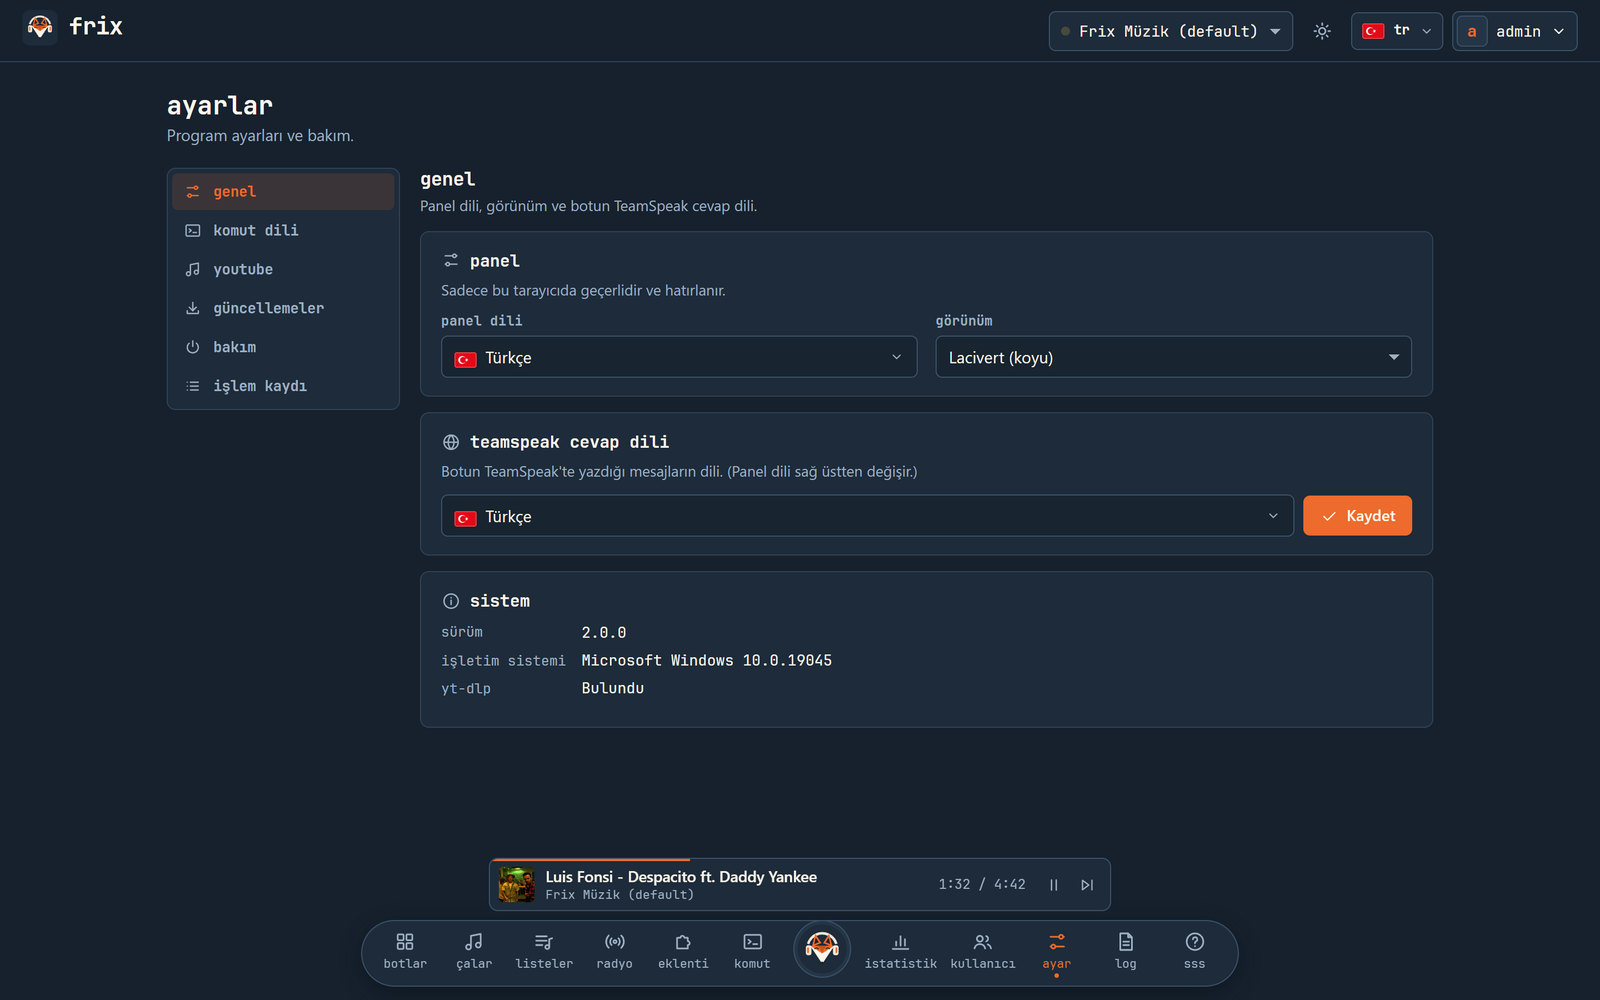 frix
Frix Müzik (default)
tr
a
admin
ayarlar
Program ayarları ve bakım.
genel
komut dili
youtube
güncellemeler
bakım
işlem kaydı
genel
Panel dili, görünüm ve botun TeamSpeak cevap dili.
panel
Sadece bu tarayıcıda geçerlidir ve hatırlanır.
panel dili
görünüm
Türkçe
Lacivert (koyu)
teamspeak cevap dili
Botun TeamSpeak'te yazdığı mesajların dili. (Panel dili sağ üstten değişir.)
Türkçe
Kaydet
sistem
sürüm 2.0.0
işletim sistemi Microsoft Windows 10.0.19045
yt-dlp Bulundu
Luis Fonsi - Despacito ft. Daddy Yankee
Frix Müzik (default)
1:32 / 4:42
botlar
çalar
listeler
radyo
eklenti
komut
istatistik
kullanıcı
ayar
log
sss